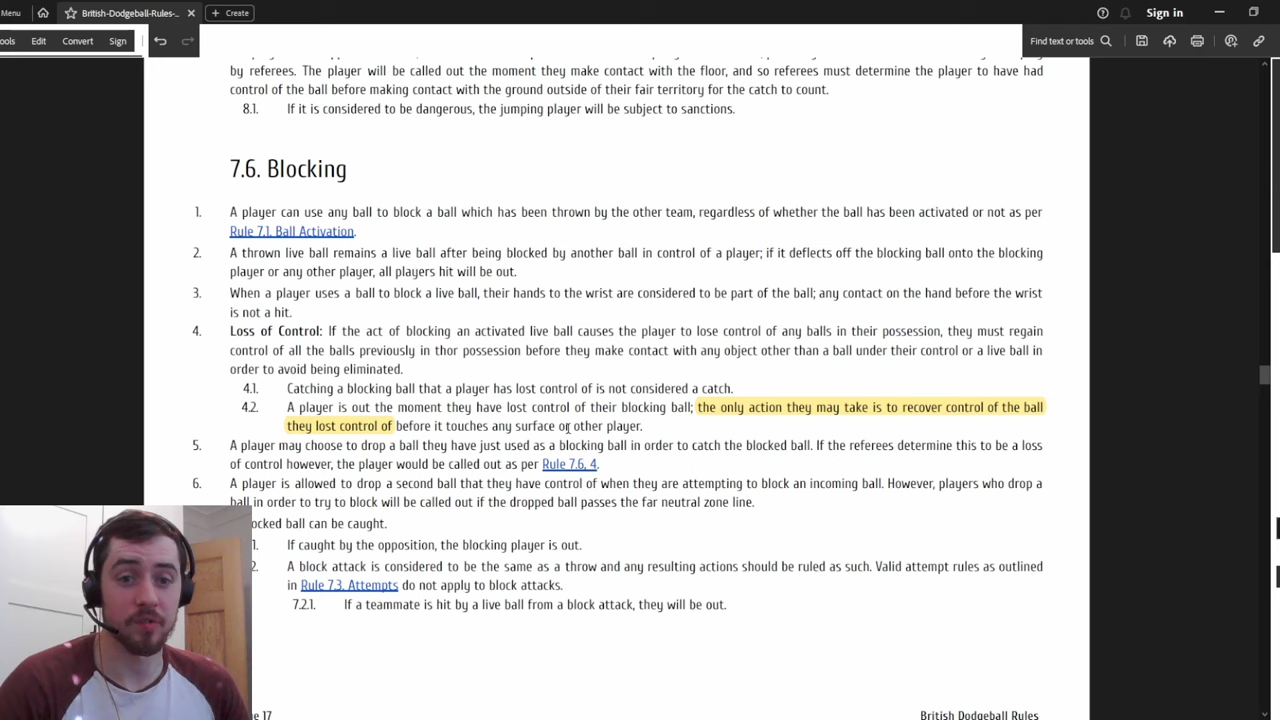 Menu
British-Dodgeball-Rules-...
Create
Sign in
ools
Edit
Convert
Sign
Find text or tools
by referees. The player will be called out the moment they make contact with the floor, and so referees must determine the player to have had
control of the ball before making contact with the ground outside of their fair territory for the catch to count.
8.1. If it is considered to be dangerous, the jumping player will be subject to sanctions.
7.6. Blocking
1. A player can use any ball to block a ball which has been thrown by the other team, regardless of whether the ball has been activated or not as per
Rule 7.1. Ball Activation.
2. A thrown live ball remains a live ball after being blocked by another ball in control of a player; if it deflects off the blocking ball onto the blocking
player or any other player, all players hit will be out.
3. When a player uses a ball to block a live ball, their hands to the wrist are considered to be part of the ball; any contact on the hand before the wrist
is not a hit.
4. Loss of Control: If the act of blocking an activated live ball causes the player to lose control of any balls in their possession, they must regain
control of all the balls previously in thor possession before they make contact with any object other than a ball under their control or a live ball in
order to avoid being eliminated.
4.1. Catching a blocking ball that a player has lost control of is not considered a catch.
4.2. A player is out the moment they have lost control of their blocking ball; the only action they may take is to recover control of the ball
they lost control of before it touches any surface or other player.
5. A player may choose to drop a ball they have just used as a blocking ball in order to catch the blocked ball. If the referees determine this to be a loss
of control however, the player would be called out as per Rule 7.6, 4.
6. A player is allowed to drop a second ball that they have control of when they are attempting to block an incoming ball. However, players who drop a
ball in order to try to block will be called out if the dropped ball passes the far neutral zone line.
ocked ball can be caught.
1. If caught by the opposition, the blocking player is out.
2. A block attack is considered to be the same as a throw and any resulting actions should be ruled as such. Valid attempt rules as outlined
in Rule 7.3. Attempts do not apply to block attacks.
7.2.1. If a teammate is hit by a live ball from a block attack, they will be out.
ge 17
British Dodgeball Rules